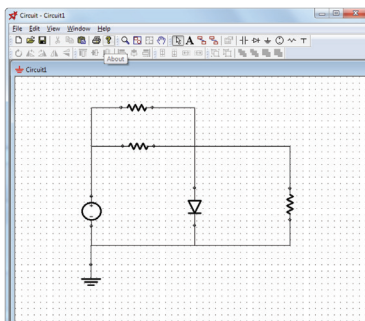 Circuit - Circuit1
File Edit View Window Help
A
T
About
Circuit1